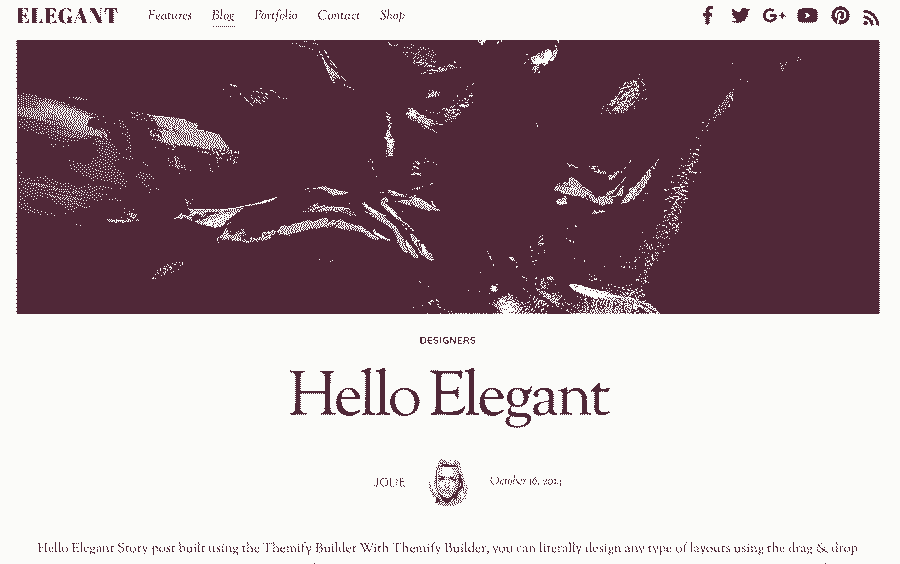 ELEGANT Features Blog Portfolio Contact Shop
DESIGNERS
Hello Elegant
JODIE October 16, 2014
Hello Elegant Story post built using the Themify Builder With Themify Builder, you can literally design any type of layouts using the drag & drop